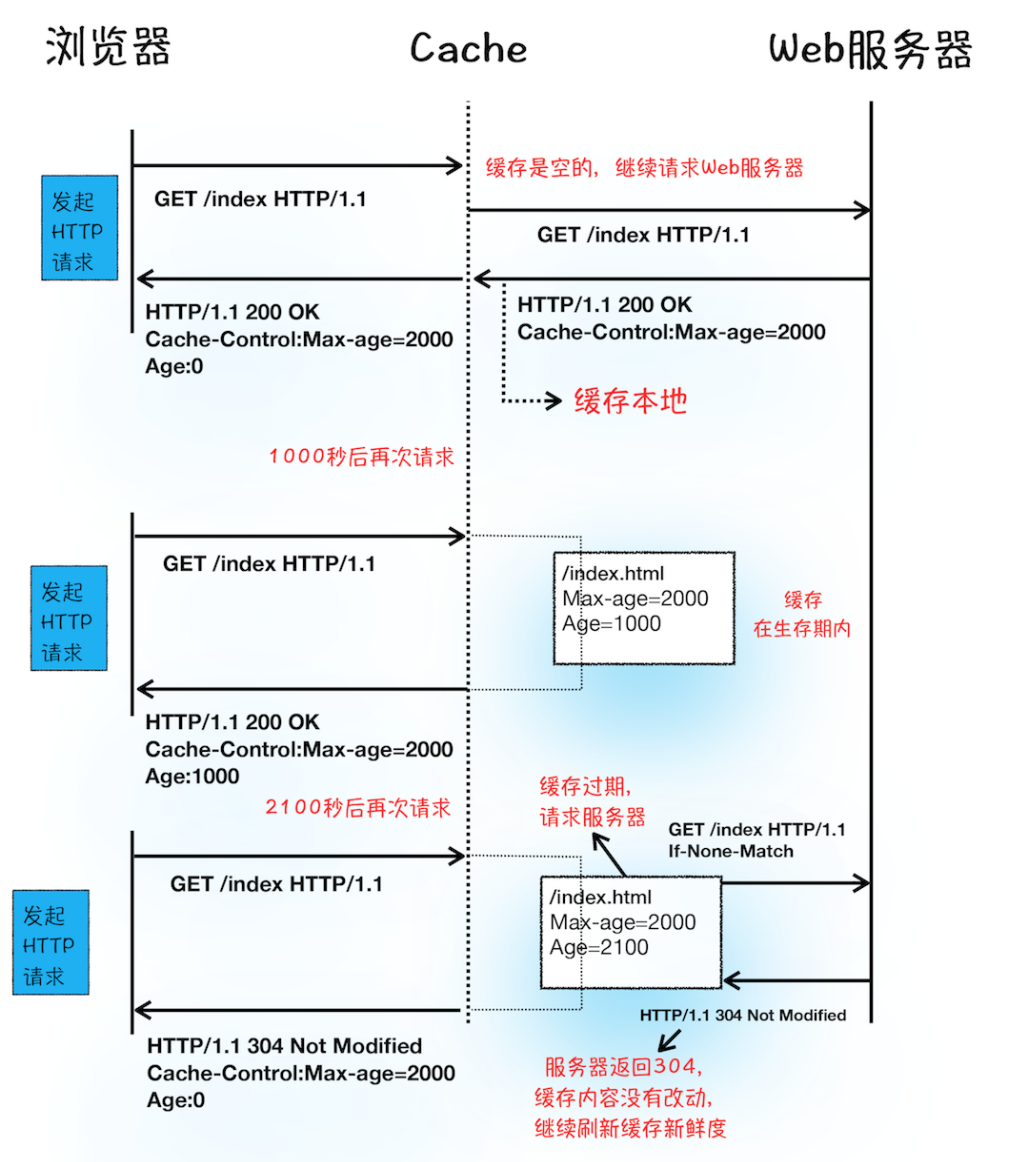 浏览器
Cache
Web服务器
发起
HTTP
请求
GET /index HTTP/1.1
缓存是空的，继续请求Web服务器
GET /index HTTP/1.1
HTTP/1.1 200 OK
Cache-Control:Max-age=2000
Age:0
HTTP/1.1 200 OK
Cache-Control:Max-age=2000
缓存本地
1000秒后再次请求
发起
HTTP
请求
GET /index HTTP/1.1
/index.html
Max-age=2000
Age=1000
缓存
在生存期内
HTTP/1.1 200 OK
Cache-Control:Max-age=2000
Age:1000
2100秒后再次请求
缓存过期，
请求服务器
GET /index HTTP/1.1
If-None-Match
发起
HTTP
请求
GET /index HTTP/1.1
/index.html
Max-age=2000
Age=2100
HTTP/1.1 304 Not Modified
HTTP/1.1 304 Not Modified
Cache-Control:Max-age=2000
Age:0
服务器返回304，
缓存内容没有改动，
继续刷新缓存新鲜度